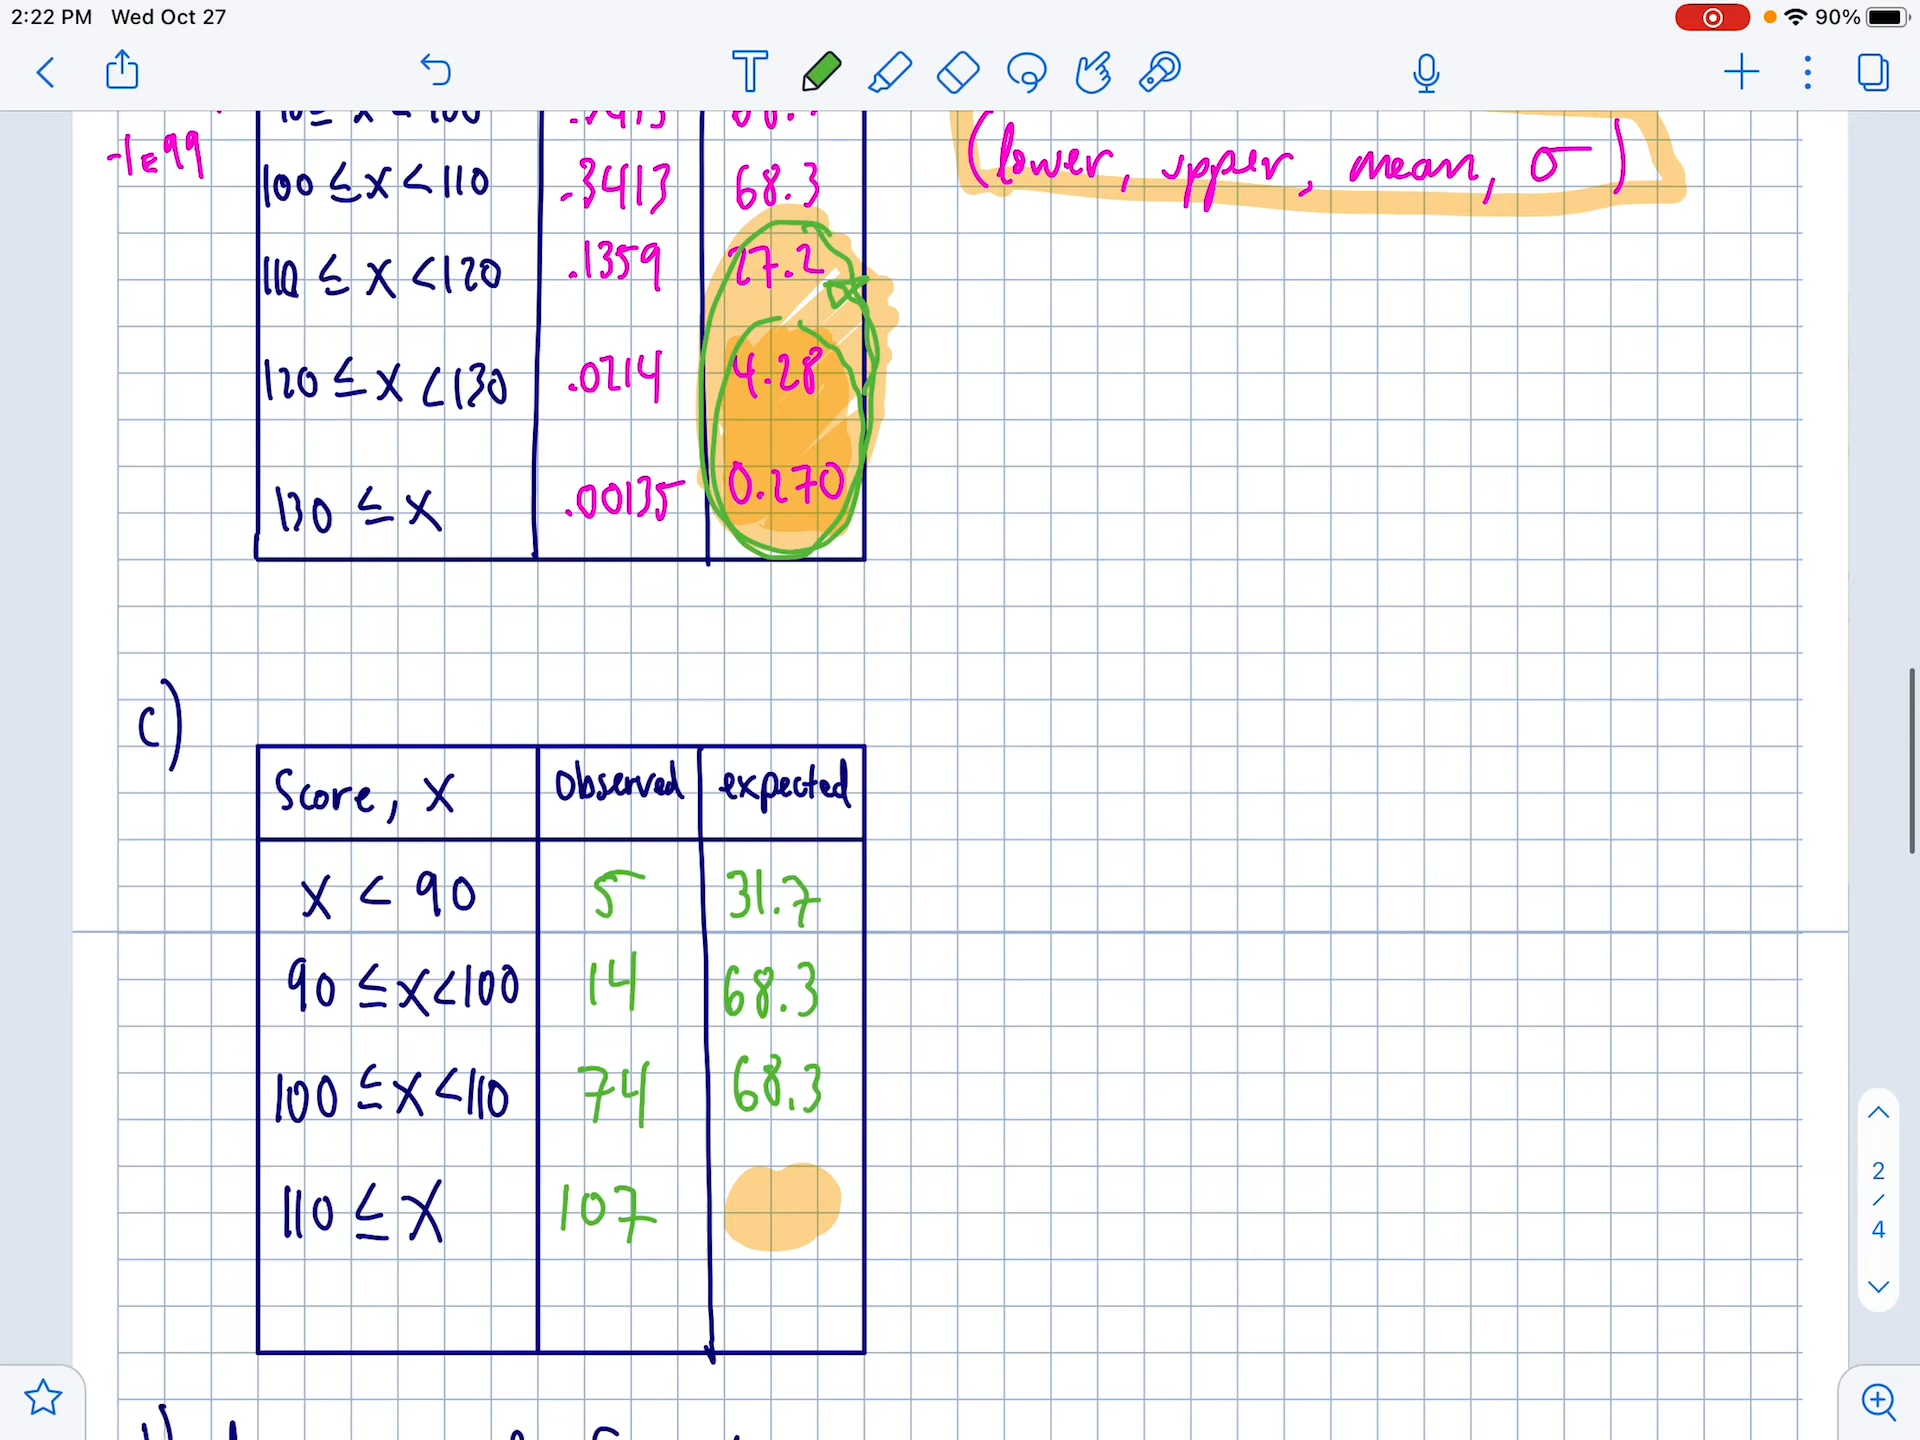 2:22 PM Wed Oct 27
90%
T
-1E99
(lower, upper, mean, σ)
100 ≤ x < 110 .3413 68.3
110 ≤ x < 120 .1359 27.2
120 ≤ x < 130 .0214 4.28
130 ≤ x .00135 0.270
c)
Score, x observed expected
x < 90 5 31.7
90 ≤ x < 100 14 68.3
100 ≤ x < 110 74 68.3
110 ≤ x 107
2
/
4